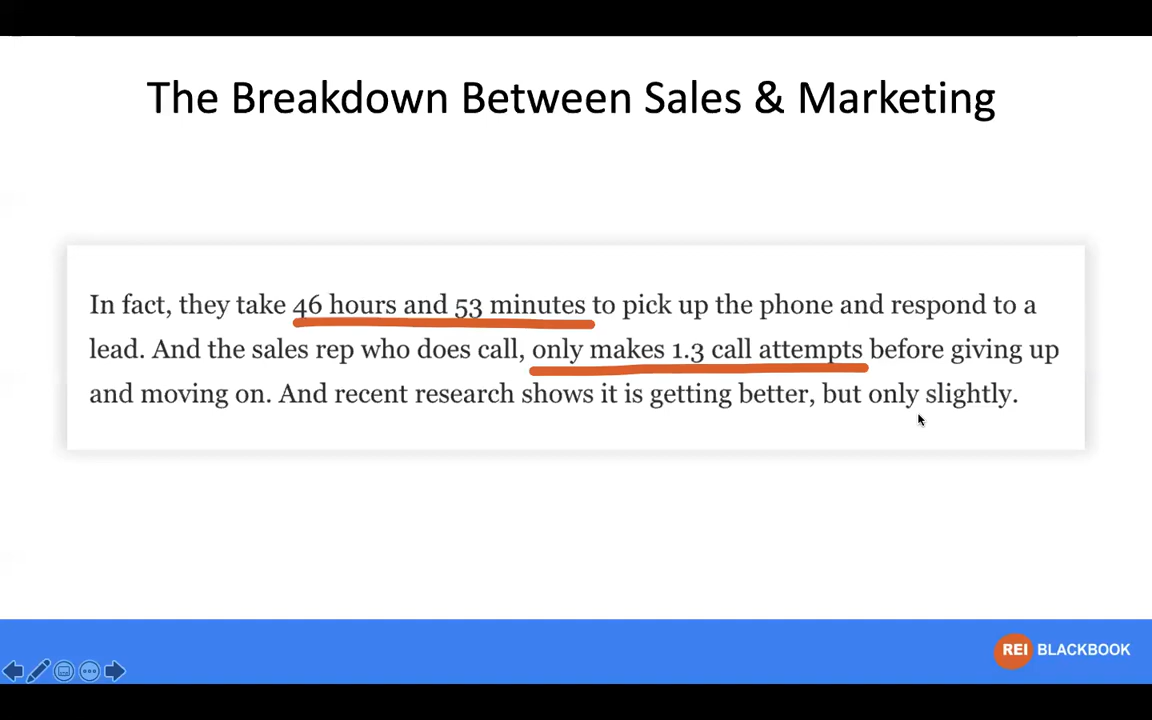 The Breakdown Between Sales & Marketing
In fact, they take 46 hours and 53 minutes to pick up the phone and respond to a
lead. And the sales rep who does call, only makes 1.3 call attempts before giving up
and moving on. And recent research shows it is getting better, but only slightly.
REI BLACKBOOK